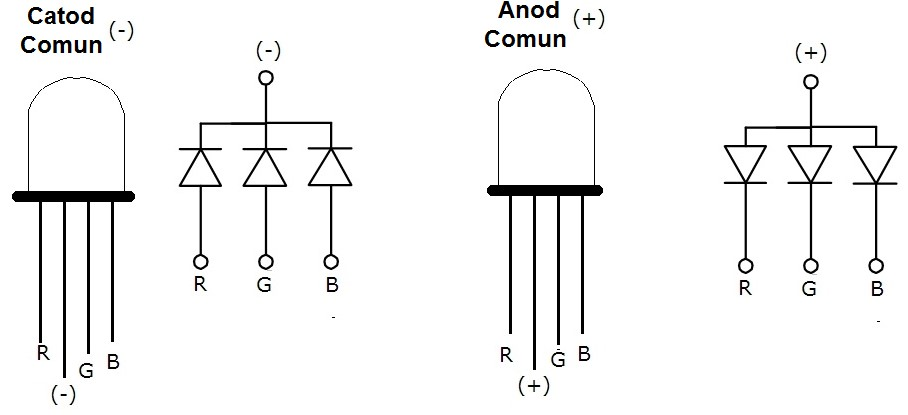 Catod
Comun (-)
(-)
R G B
R (-) G B
Anod
Comun (+)
(+)
R G B
R (+) G B